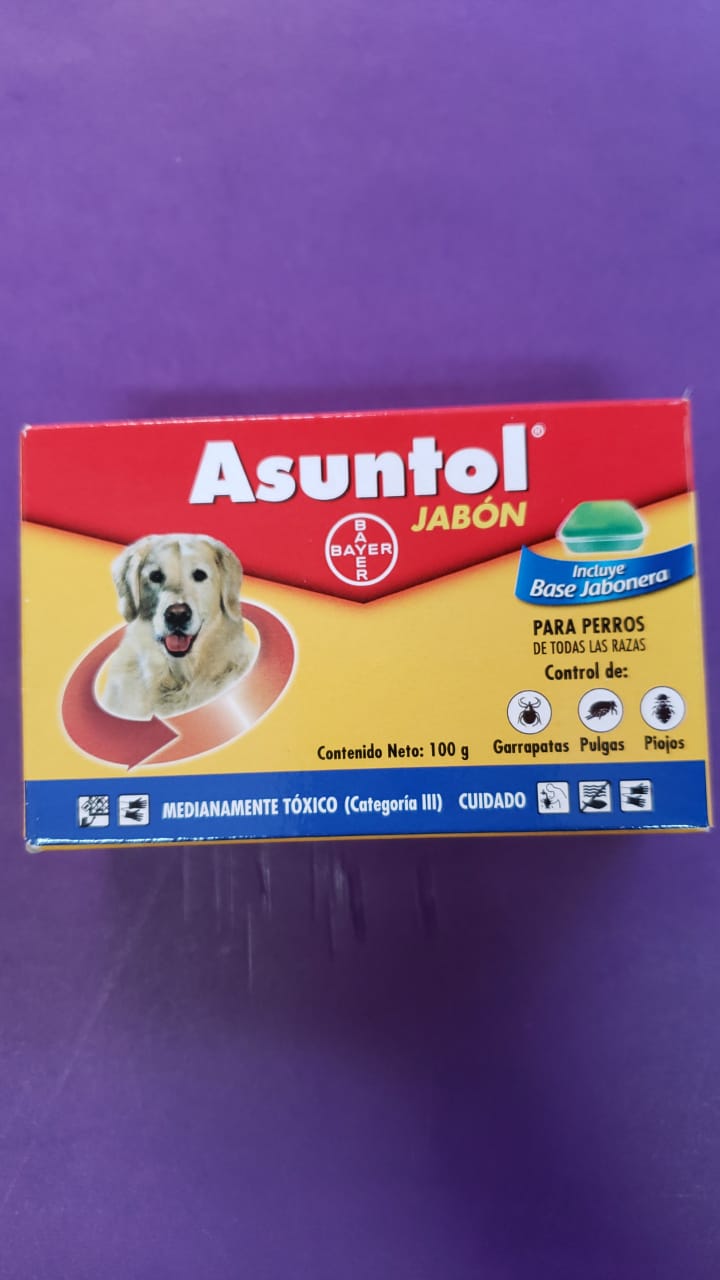 Asuntol®
JABÓN
BAYER
BAYER
Incluye
Base Jabonera
PARA PERROS
DE TODAS LAS RAZAS
Control de:
Garrapatas Pulgas Piojos
Contenido Neto: 100 g
MEDIANAMENTE TÓXICO (Categoría III) CUIDADO